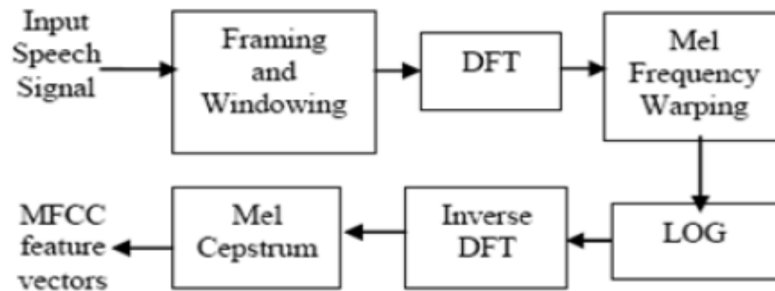 Input
Speech
Signal
Framing
and
Windowing
DFT
Mel
Frequency
Warping
LOG
Inverse
DFT
Mel
Cepstrum
MFCC
feature
vectors